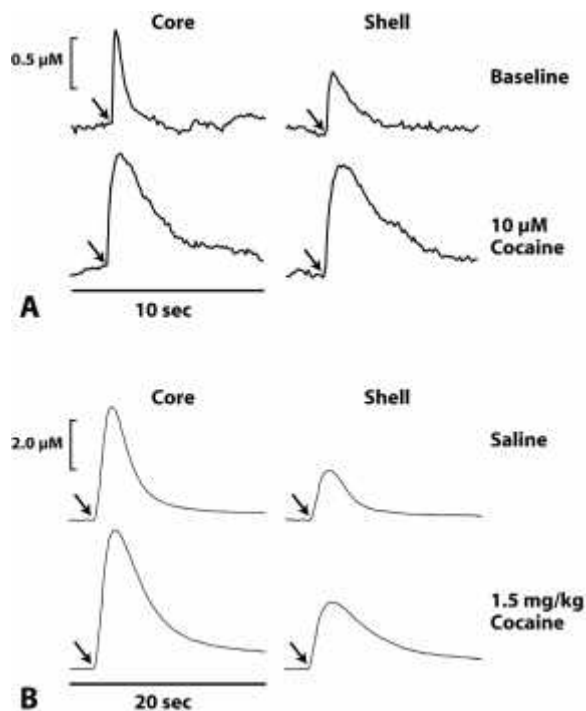 Core
Shell
0.5 µM
Baseline
10 µM
Cocaine
A
10 sec
Core
Shell
2.0 µM
Saline
1.5 mg/kg
Cocaine
B
20 sec